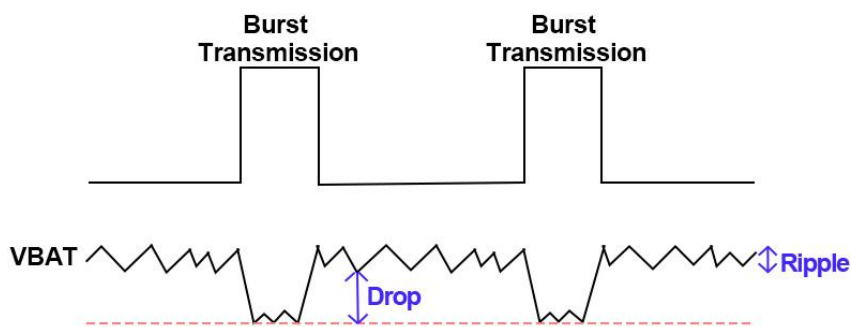 Burst
Transmission
Burst
Transmission
VBAT
Ripple
Drop